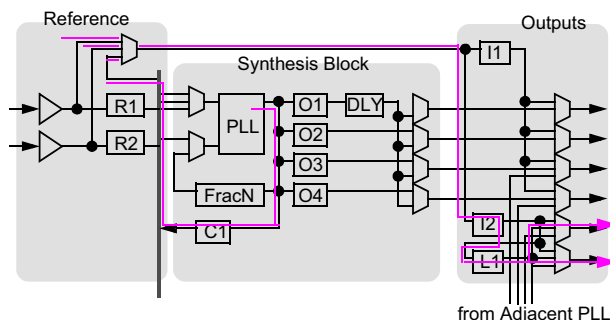 Reference
Outputs
I1
Synthesis Block
R1
O1
DLY
PLL
O2
R2
O3
FracN
O4
C1
I2
L1
from Adjacent PLL